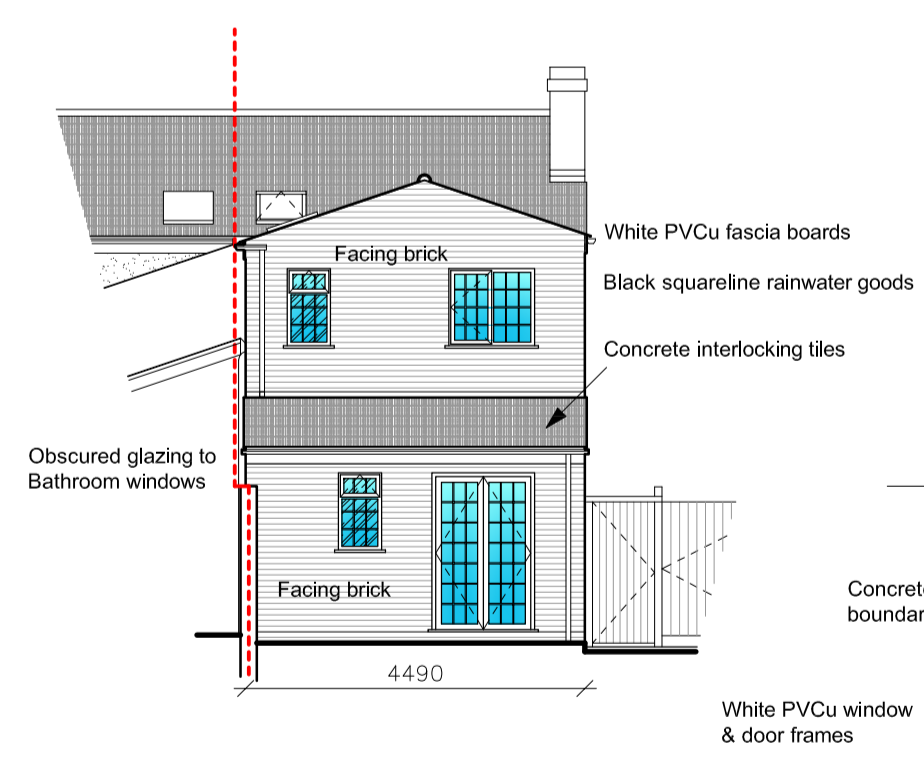 Facing brick
White PVCu fascia boards
Black squareline rainwater goods
Concrete interlocking tiles
Obscured glazing to
Bathroom windows
Facing brick
4490
White PVCu window
& door frames